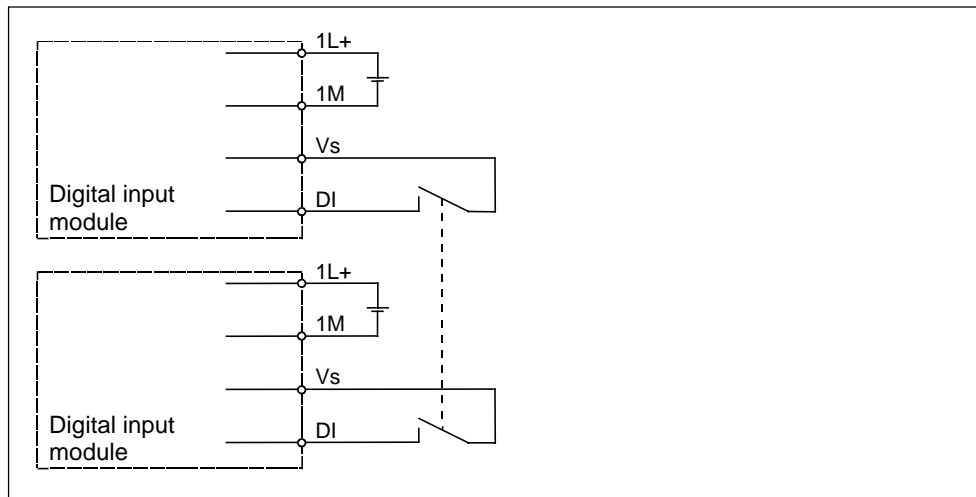 1L+
1M
Vs
Digital input
DI
module
1L+
1M
Vs
Digital input
DI
module